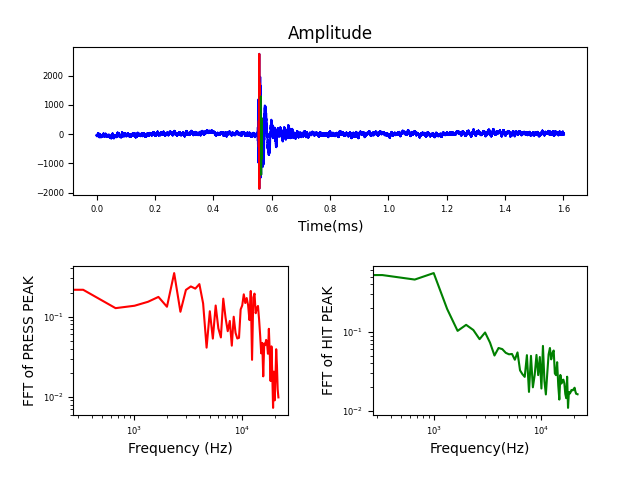 Amplitude
2000
1000
0
−1000
−2000
0.0 0.2 0.4 0.6 0.8 1.0 1.2 1.4 1.6
Time(ms)
FFT of PRESS PEAK
10⁻¹
10⁻²
10³ 10⁴
Frequency (Hz)
FFT of HIT PEAK
10⁻¹
10⁻²
10³ 10⁴
Frequency(Hz)